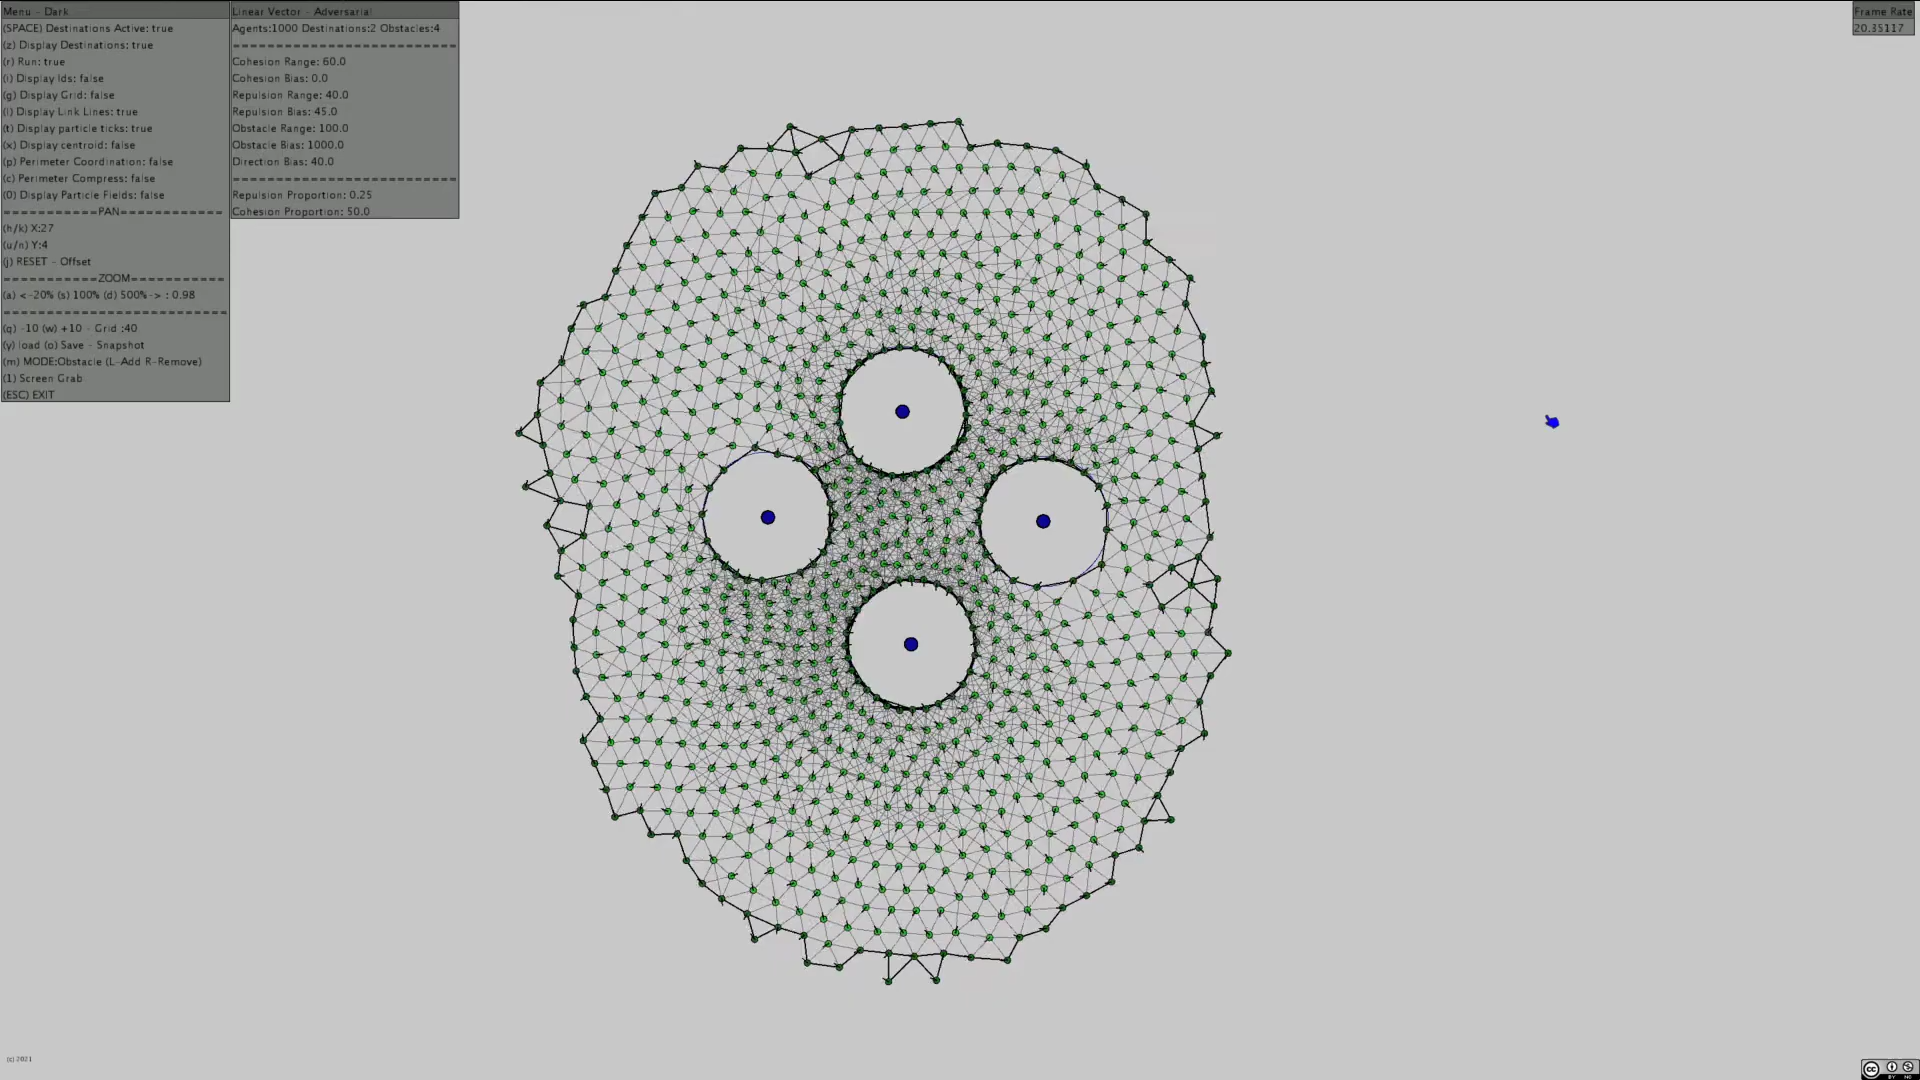 Menu - Dark
(SPACE) Destinations Active: true
(z) Display Destinations: true
(r) Run: true
(i) Display Ids: false
(g) Display Grid: false
(l) Display Link Lines: true
(t) Display particle ticks: true
(x) Display centroid: false
(p) Perimeter Coordination: false
(c) Perimeter Compress: false
(0) Display Particle Fields: false
============PAN=============
(h/k) X:27
(u/n) Y:4
(j) RESET - Offset
============ZOOM============
(a) <-20% (s) 100% (d) 500%-> : 0.98
============================
(q) -10 (w) +10 - Grid :40
(y) load (o) Save - Snapshot
(m) MODE:Obstacle (L-Add R-Remove)
(1) Screen Grab
(ESC) EXIT
Linear Vector - Adversarial
Agents:1000 Destinations:2 Obstacles:4
============================
Cohesion Range: 60.0
Cohesion Bias: 0.0
Repulsion Range: 40.0
Repulsion Bias: 45.0
Obstacle Range: 100.0
Obstacle Bias: 1000.0
Direction Bias: 40.0
============================
Repulsion Proportion: 0.25
Cohesion Proportion: 50.0
Frame Rate
20.35117
(c) 2021
cc
BY NC